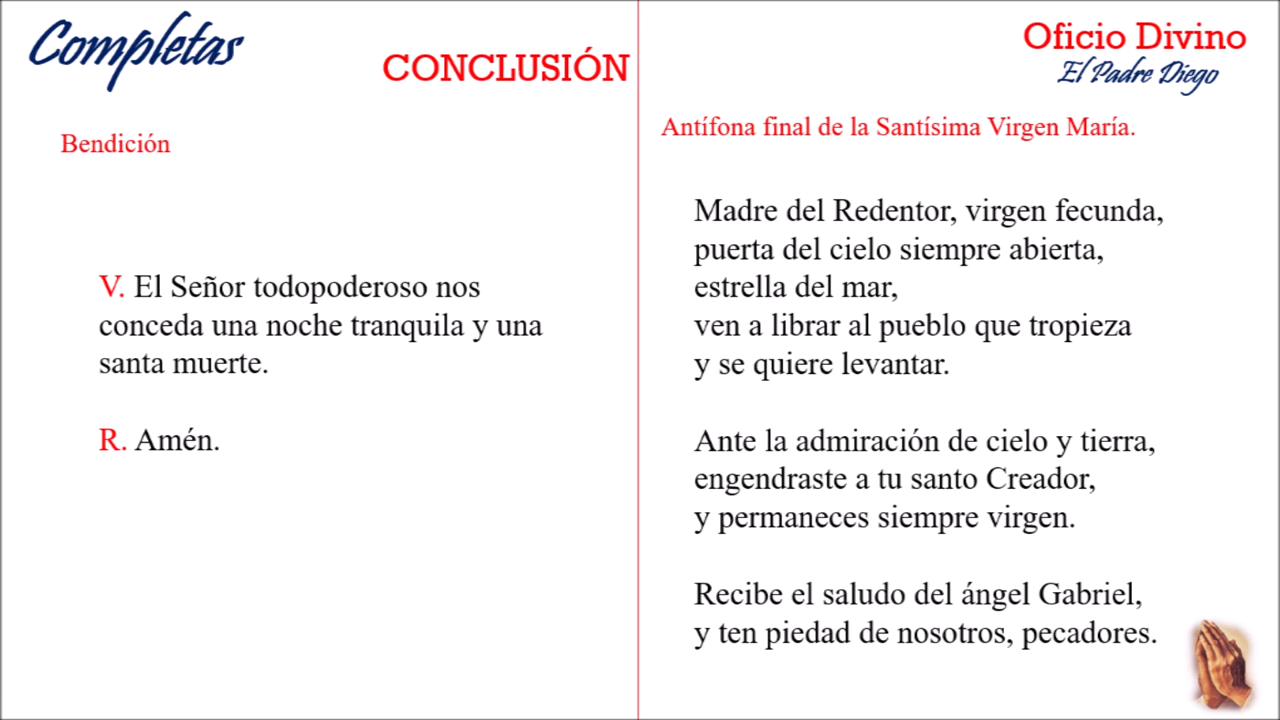 Completas
CONCLUSIÓN
Bendición
V. El Señor todopoderoso nos
conceda una noche tranquila y una
santa muerte.
R. Amén.
Oficio Divino
El Padre Diego
Antífona final de la Santísima Virgen María.
Madre del Redentor, virgen fecunda,
puerta del cielo siempre abierta,
estrella del mar,
ven a librar al pueblo que tropieza
y se quiere levantar.
Ante la admiración de cielo y tierra,
engendraste a tu santo Creador,
y permaneces siempre virgen.
Recibe el saludo del ángel Gabriel,
y ten piedad de nosotros, pecadores.